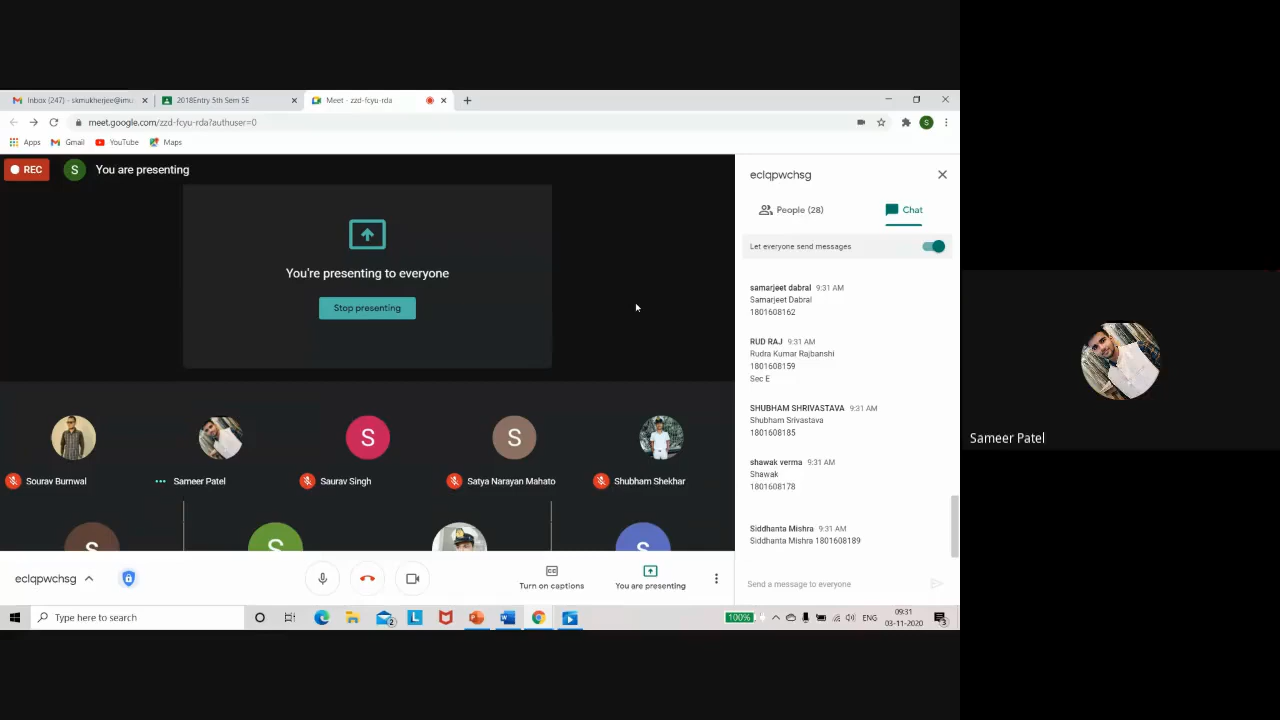 Inbox (247) - skmukherjee@imu
2018Entry 5th Sem 5E
Meet - zzd-fcyu-rda
meet.google.com/zzd-fcyu-rda?authuser=0
Apps
Gmail
YouTube
Maps
REC
S
You are presenting
You're presenting to everyone
Stop presenting
eclqpwchsg
People (28)
Chat
Let everyone send messages
samarjeet dabral 9:31 AM
Samarjeet Dabral
1801608162
RUD RAJ 9:31 AM
Rudra Kumar Rajbanshi
1801608159
Sec E
SHUBHAM SHRIVASTAVA 9:31 AM
Shubham Srivastava
1801608185
shawak verma 9:31 AM
Shawak
1801608178
Siddhanta Mishra 9:31 AM
Siddhanta Mishra 1801608189
Send a message to everyone
S
S
Sourav Burnwal
Sameer Patel
Saurav Singh
Satya Narayan Mahato
Shubham Shekhar
S
S
S
eclqpwchsg
Turn on captions
You are presenting
Type here to search
100%
ENG
09:31
03-11-2020
Sameer Patel